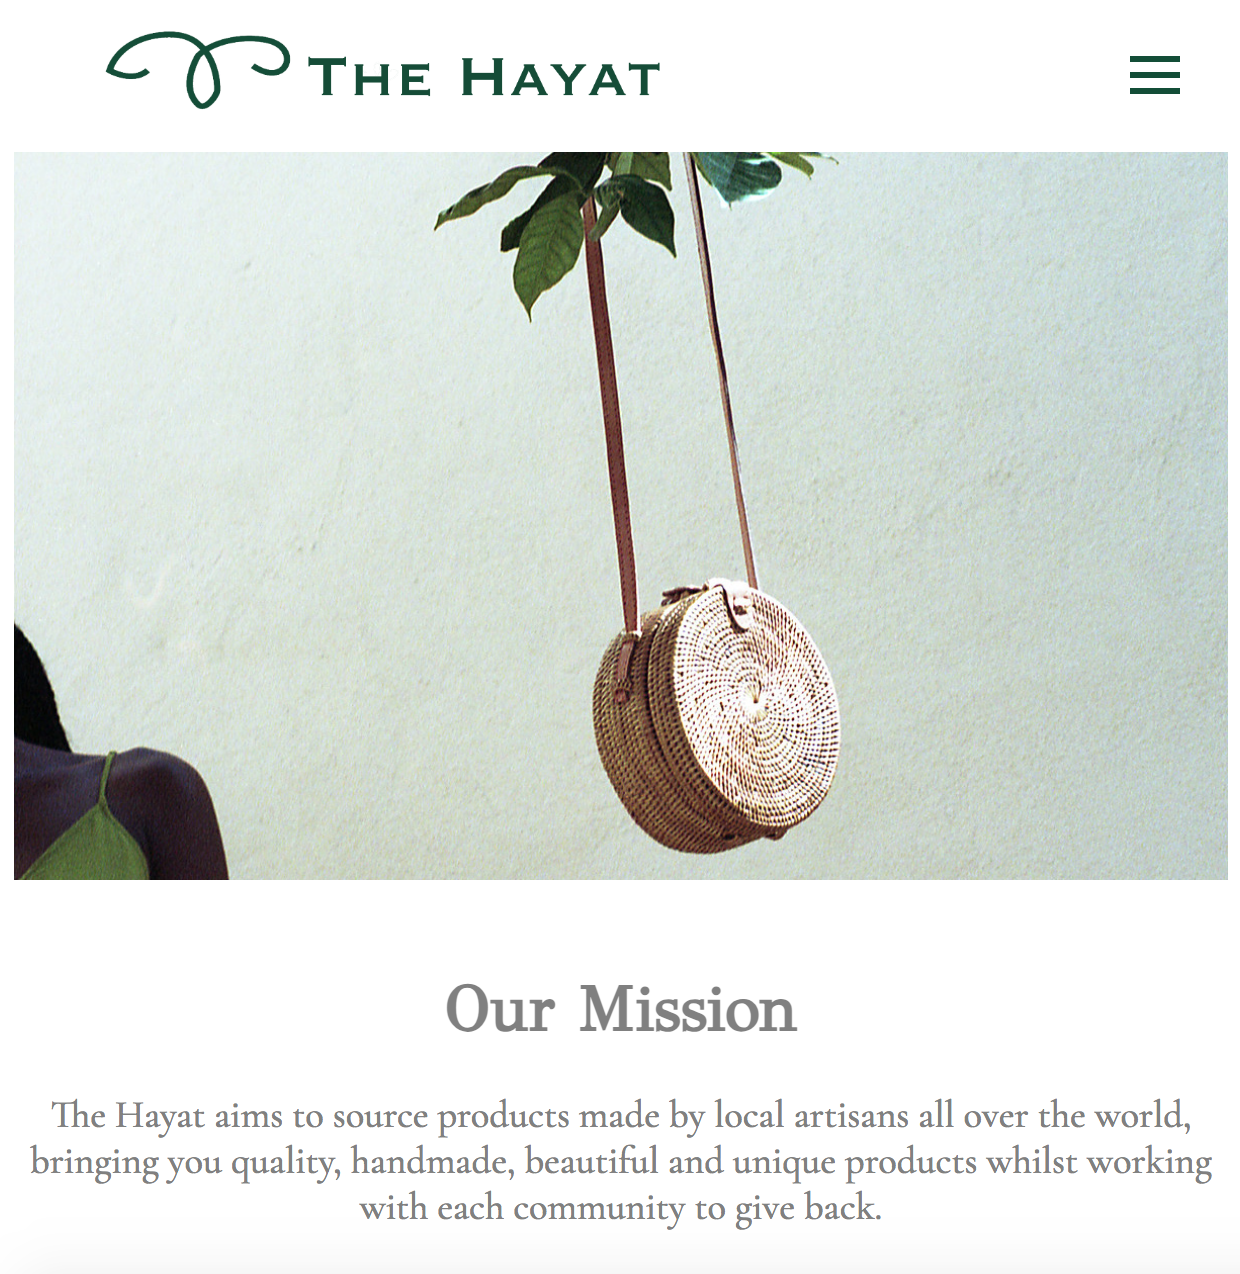 The Hayat
Our Mission
The Hayat aims to source products made by local artisans all over the world,
bringing you quality, handmade, beautiful and unique products whilst working
with each community to give back.